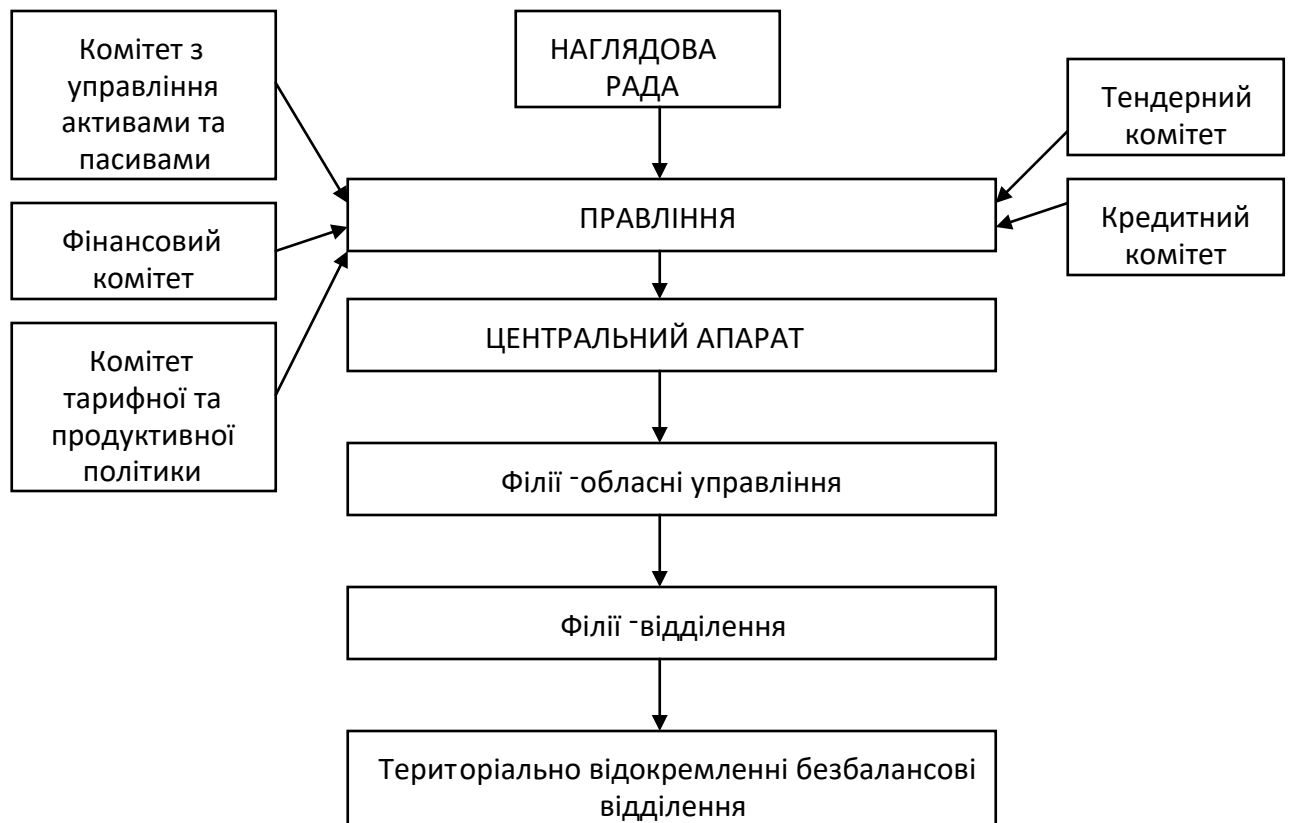 Комітет з
управління
активами та
пасивами
НАГЛЯДОВА
РАДА
Тендерний
комітет
ПРАВЛІННЯ
Фінансовий
комітет
Кредитний
комітет
ЦЕНТРАЛЬНИЙ АПАРАТ
Комітет
тарифної та
продуктивної
політики
Філії -обласні управління
Філії -відділення
Територіально відокремленні безбалансові
відділення